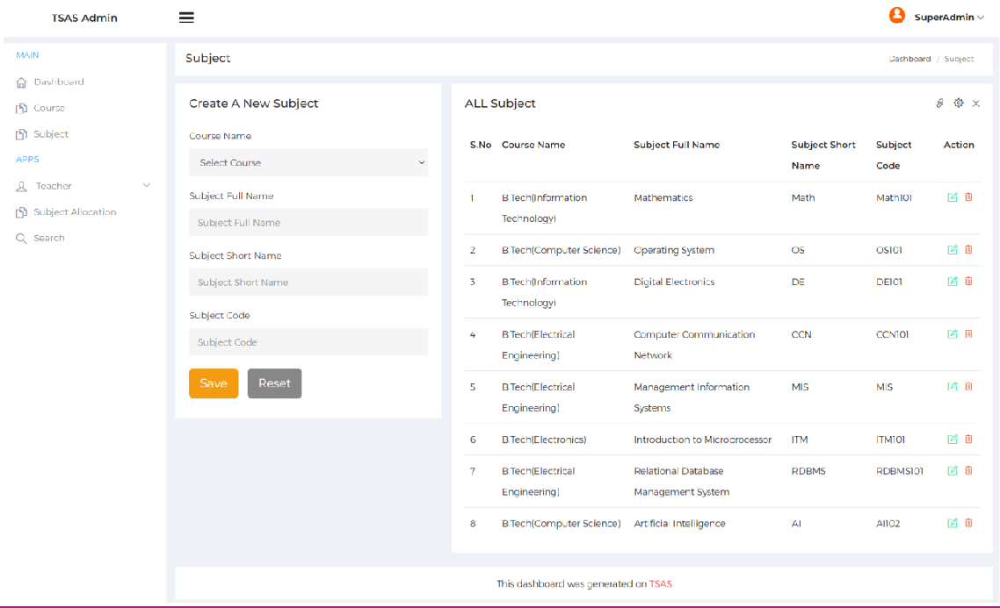 TSAS Admin
SuperAdmin
MAIN
Dashboard
Course
Subject
APPS
Teacher
Subject Allocation
Search
Subject
Dashboard / Subject
Create A New Subject
Course Name
Select Course
Subject Full Name
Subject Full Name
Subject Short Name
Subject Short Name
Subject Code
Subject Code
Save Reset
ALL Subject
S.No Course Name Subject Full Name Subject Short Subject Action
Name Code
1 B.Tech(Information Mathematics Math Math101
Technology)
2 B.Tech(Computer Science) Operating System OS OS101
3 B.Tech(Information Digital Electronics DE DE101
Technology)
4 B.Tech(Electrical Computer Communication CCN CCN101
Engineering) Network
5 B.Tech(Electrical Management Information MIS MIS
Engineering) Systems
6 B.Tech(Electronics) Introduction to Microprocessor ITM ITM101
7 B.Tech(Electrical Relational Database RDBMS RDBMS101
Engineering) Management System
8 B.Tech(Computer Science) Artificial Intelligence AI AI102
This dashboard was generated on TSAS